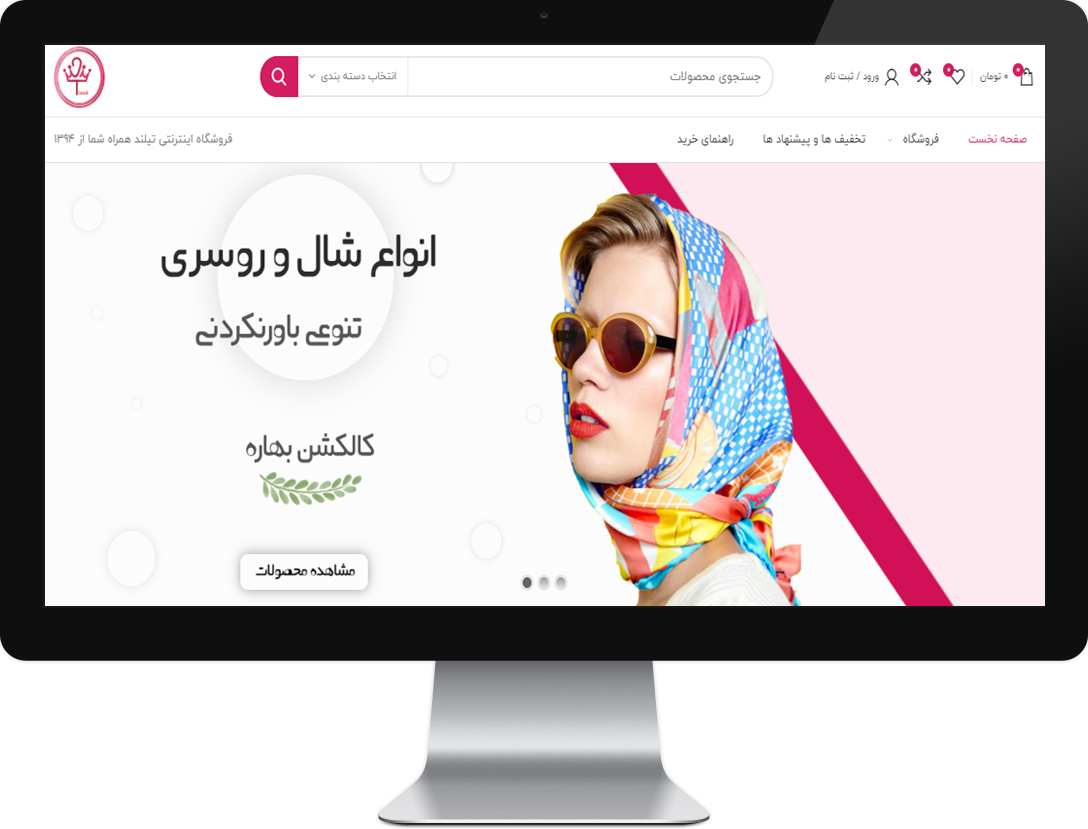 ۰ تومان
۰
۰
۰
ورود / ثبت نام
جستجوی محصولات
انتخاب دسته بندی
صفحه نخست
فروشگاه
تخفیف ها و پیشنهاد ها
راهنمای خرید
فروشگاه اینترنتی تیلند همراه شما از ۱۳۹۴
انواع شال و روسری
تنوعی باورنکردنی
کالکشن بهاره
مشاهده محصولات